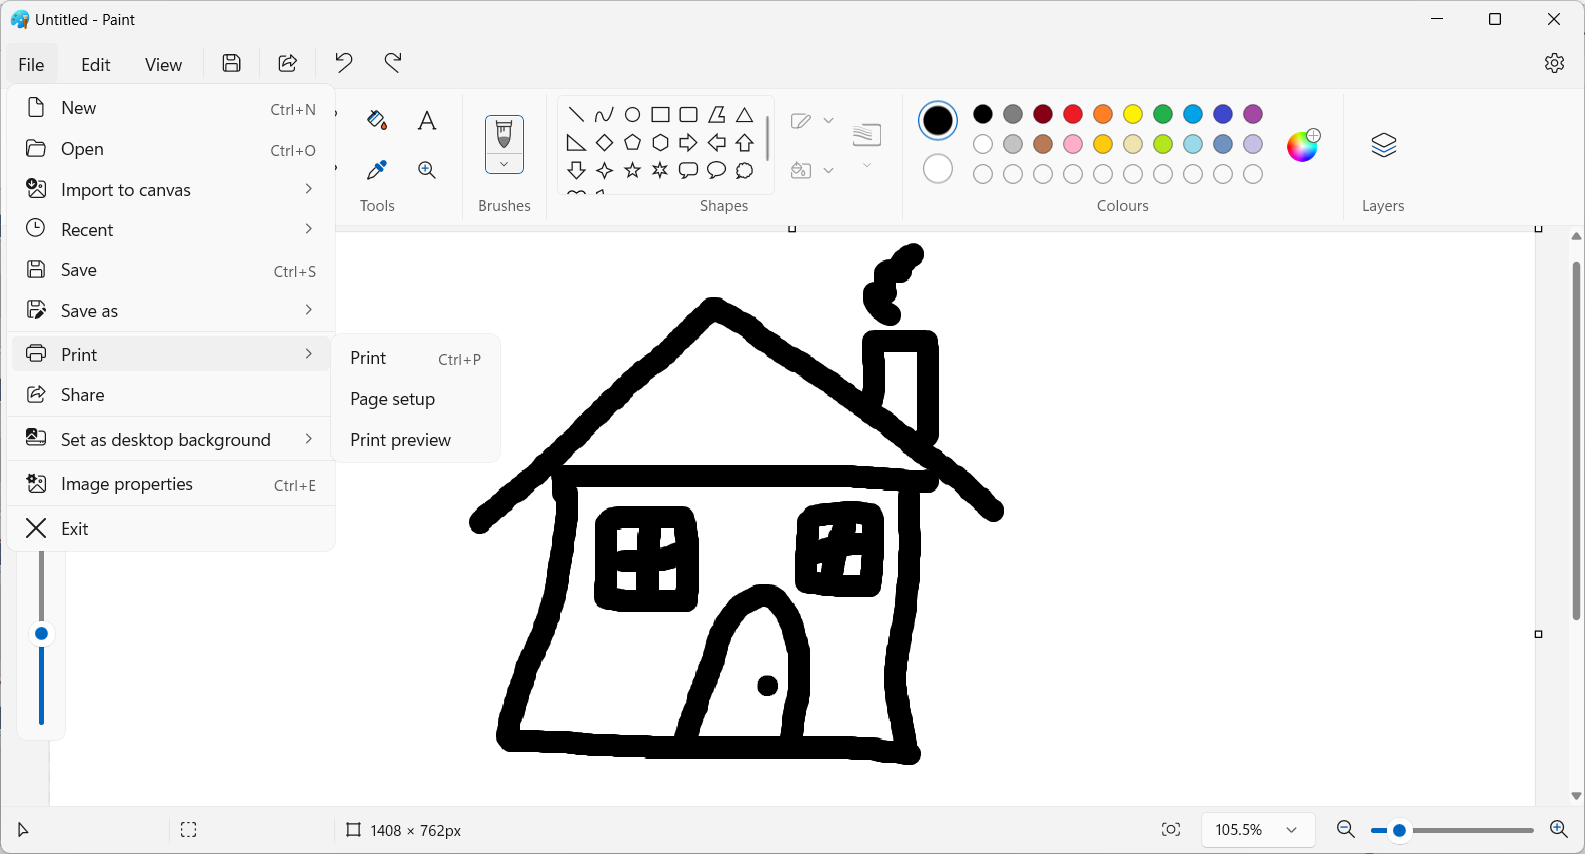 Untitled - Paint
File Edit View
New Ctrl+N
Open Ctrl+O
Import to canvas
Recent
Save Ctrl+S
Save as
Print
Share
Set as desktop background
Image properties Ctrl+E
Exit
Print Ctrl+P
Page setup
Print preview
A
Tools Brushes Shapes Colours Layers
1408 × 762px 105.5%